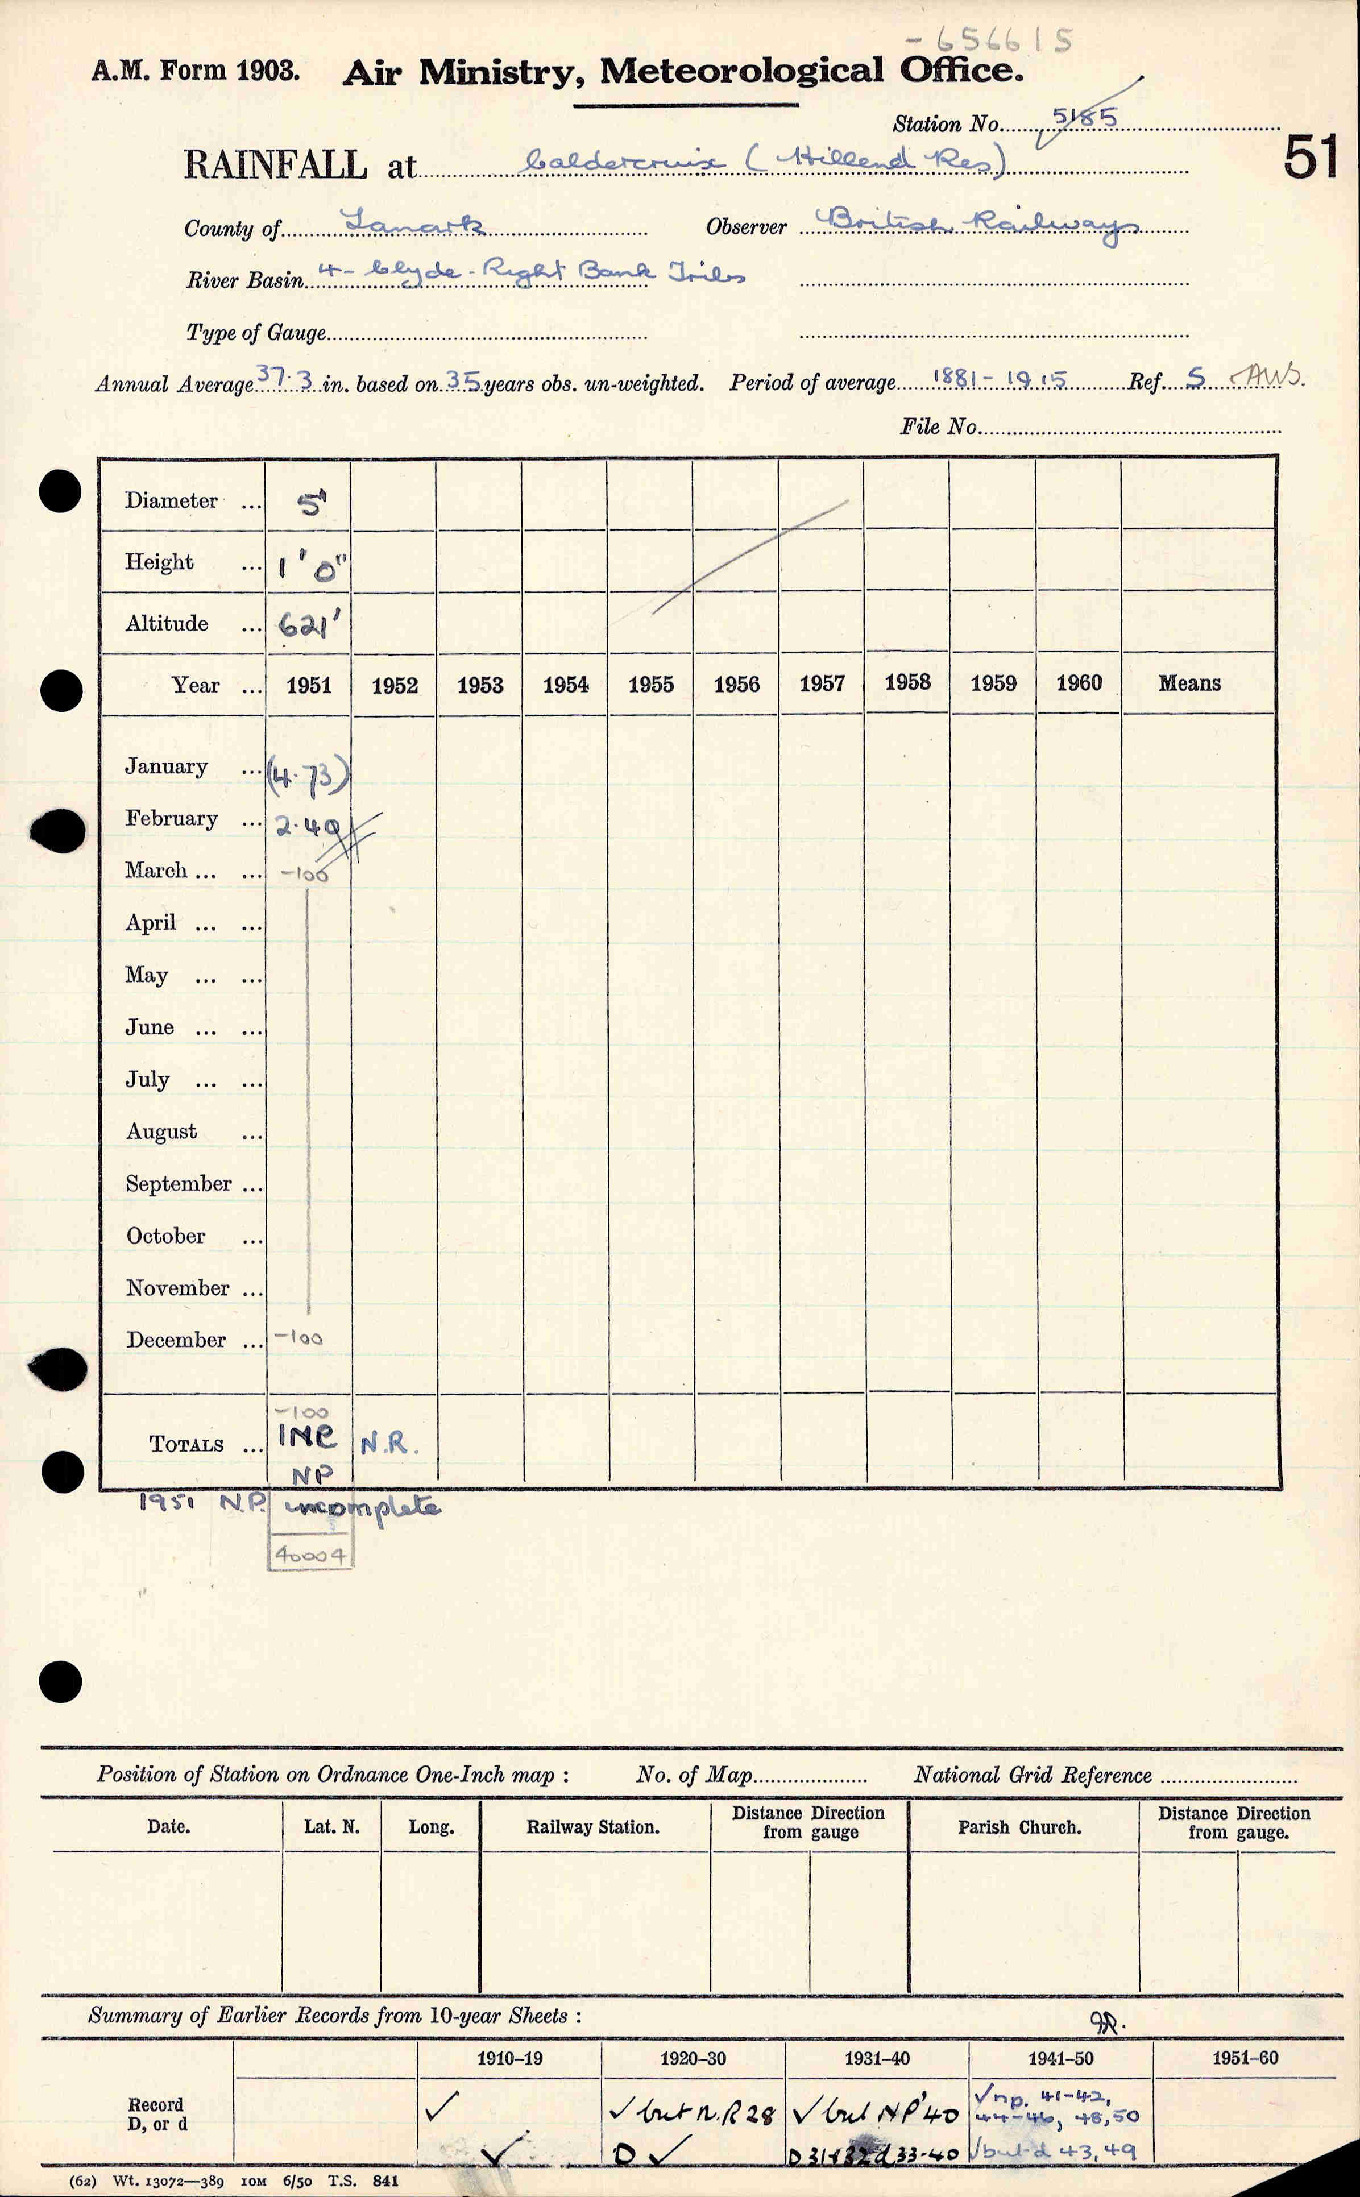 -656615
A.M. Form 1903. Air Ministry, Meteorological Office.
Station No. 5185
51
RAINFALL at Caldercruix (Hillend Res)
County of Lanark Observer British Railways
River Basin 4 - Clyde - Right Bank Tribs
Type of Gauge
Annual Average 37.3 in. based on 35 years obs. un-weighted. Period of average 1881-1915 Ref. S AWS.
File No.
Diameter ... 5"
Height ... 1' 0"
Altitude ... 621'
Year ... 1951 1952 1953 1954 1955 1956 1957 1958 1959 1960 Means
January ... (4.73)
February ... 2.40
March ... ... -100
April ... ...
May ... ...
June ... ...
July ... ...
August ...
September ...
October ...
November ...
December ... -100
-100
TOTALS ... INC N.R.
NP
1951 N.P. incomplete
40004
Position of Station on Ordnance One-Inch map : No. of Map National Grid Reference
Date. Lat. N. Long. Railway Station. Distance Direction from gauge Parish Church. Distance Direction from gauge.
Summary of Earlier Records from 10-year Sheets :
1910-19 1920-30 1931-40 1941-50 1951-60
Record ✓ ✓ but n.R 28 ✓ but NP '40 ✓ np. 41-42,
D, or d 44-46, 48,50
✓ D ✓ D 31+32 d 33-40 ✓ but d 43,49
(62) Wt. 13072—389 10M 6/50 T.S. 841